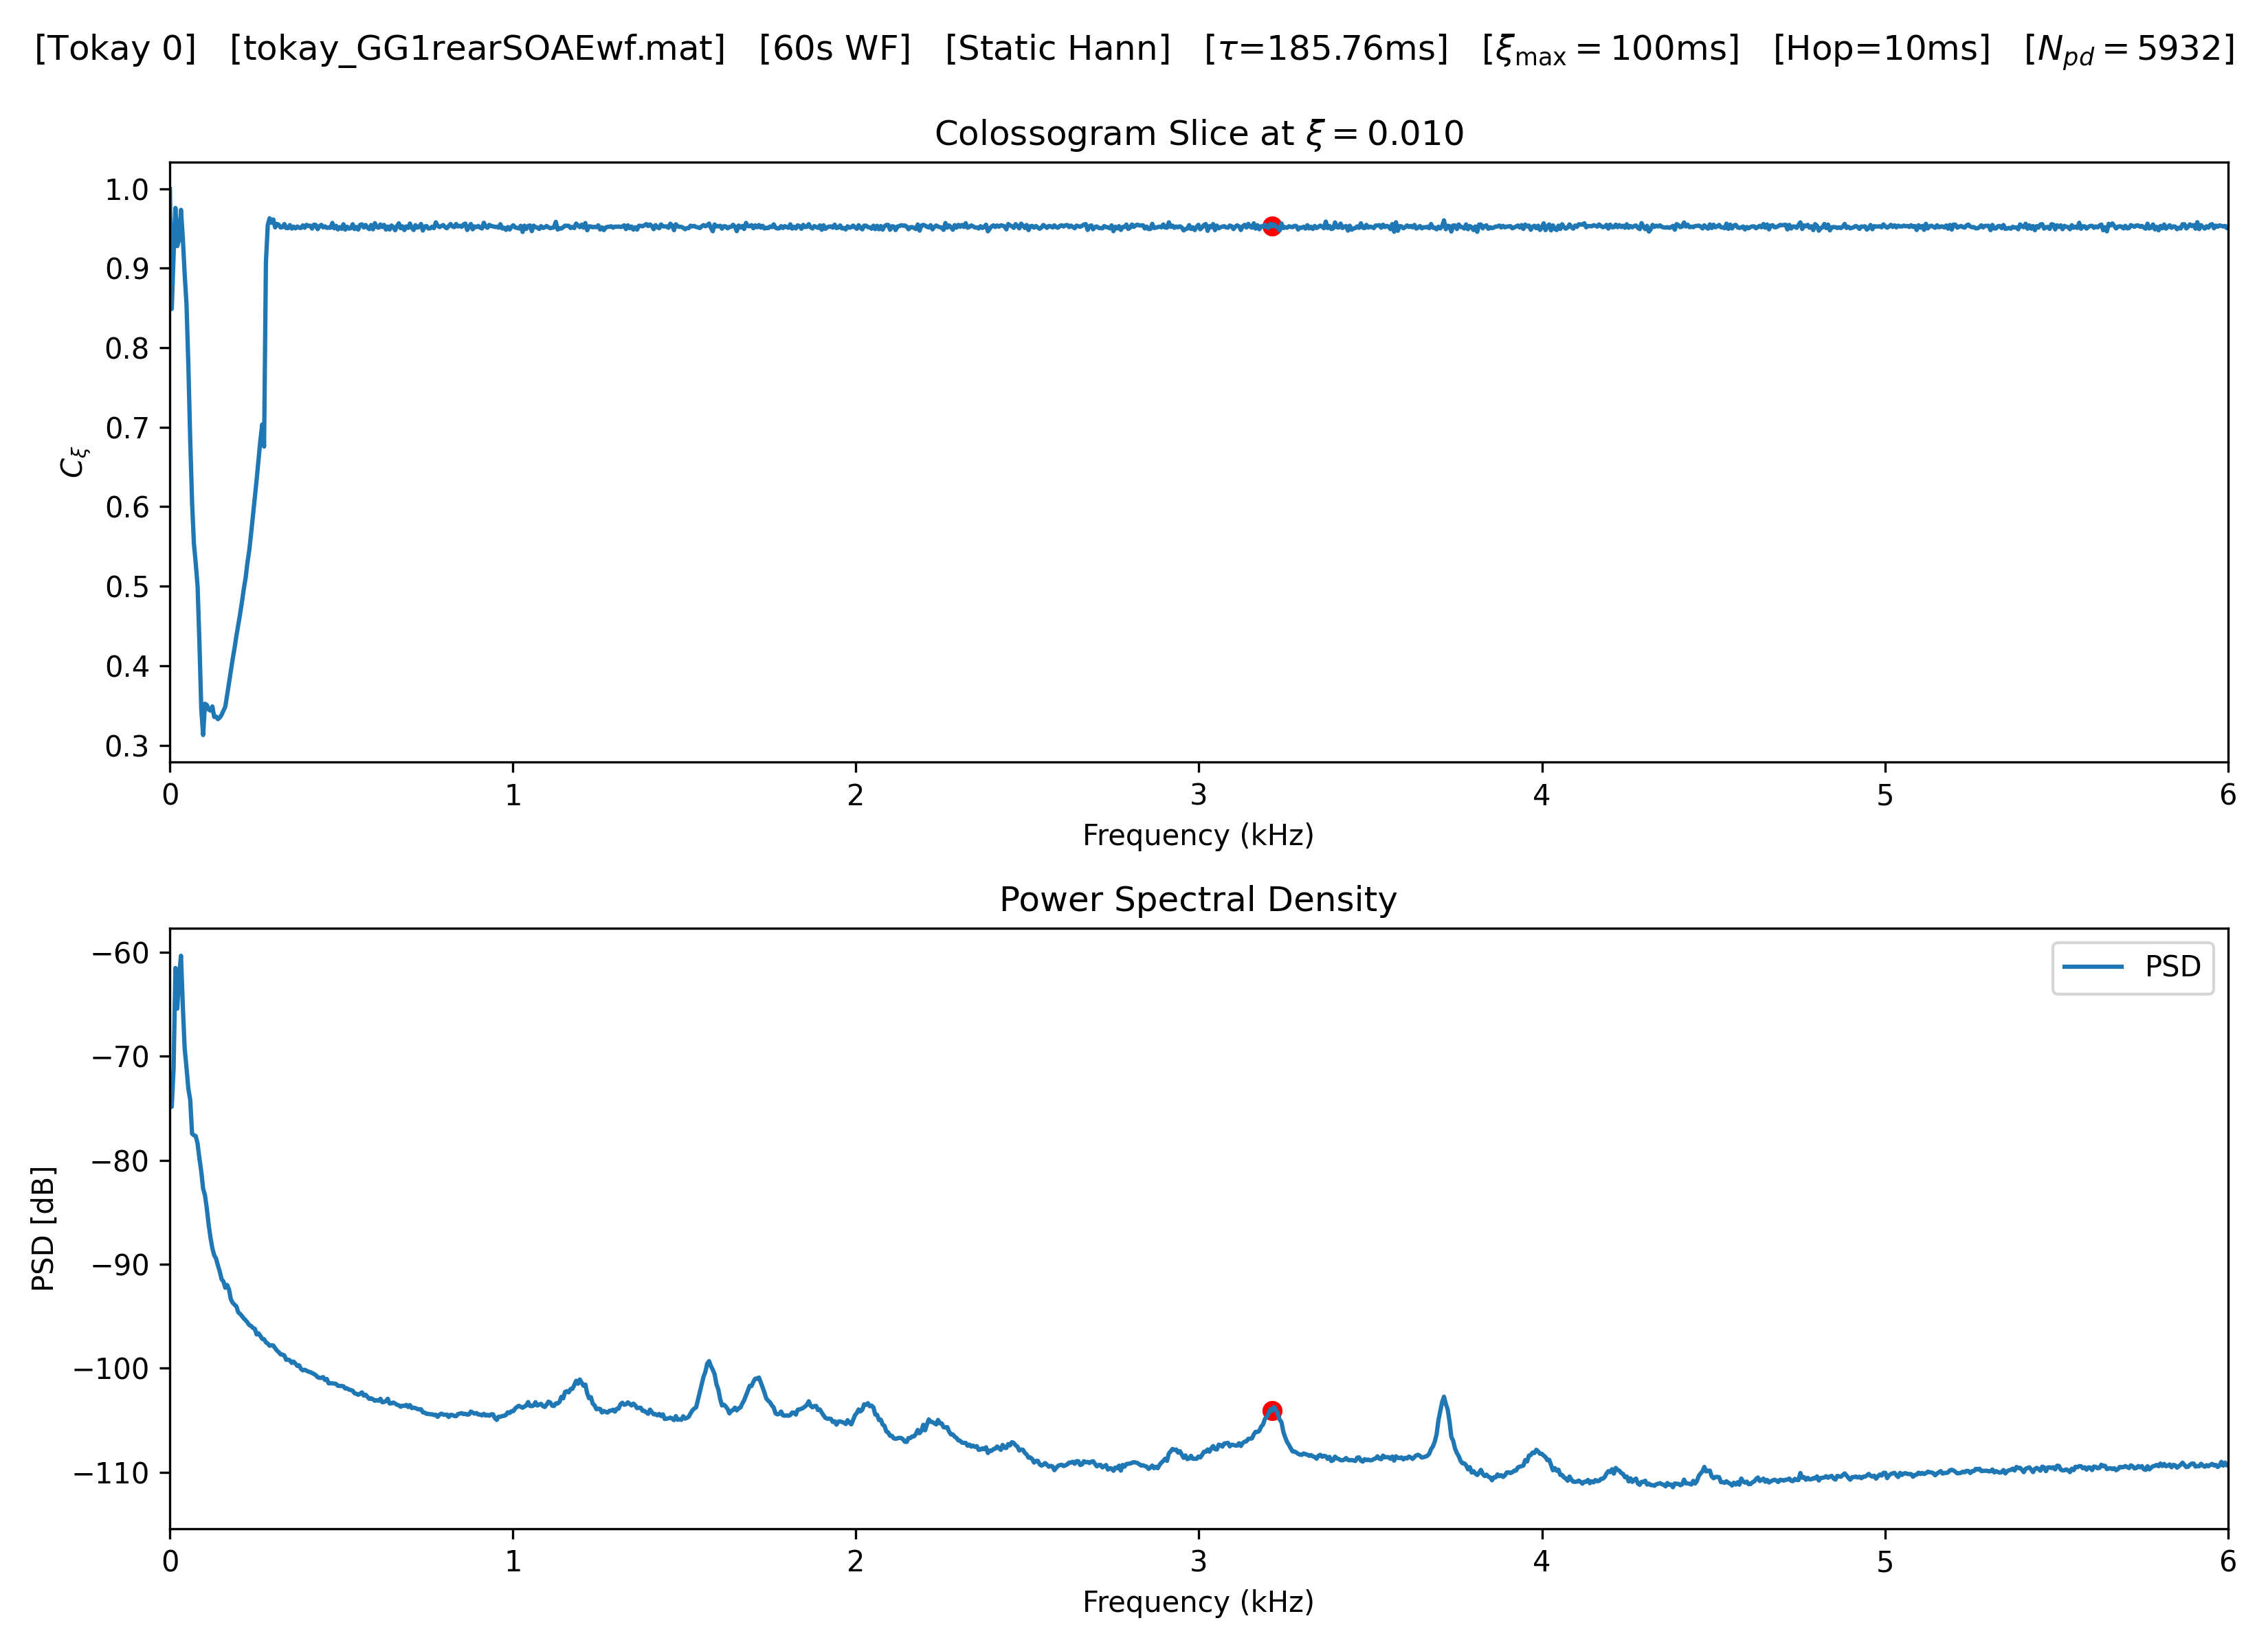 [Tokay 0] [tokay_GG1rearSOAEwf.mat] [60s WF] [Static Hann] [τ=185.76ms] [ξmax = 100ms] [Hop=10ms] [Npd = 5932]
Colossogram Slice at ξ = 0.010
1.0
0.9
0.8
0.7
0.6
0.5
0.4
0.3
Cξ
0 1 2 3 4 5 6
Frequency (kHz)
Power Spectral Density
PSD
−60
−70
−80
−90
−100
−110
PSD [dB]
0 1 2 3 4 5 6
Frequency (kHz)